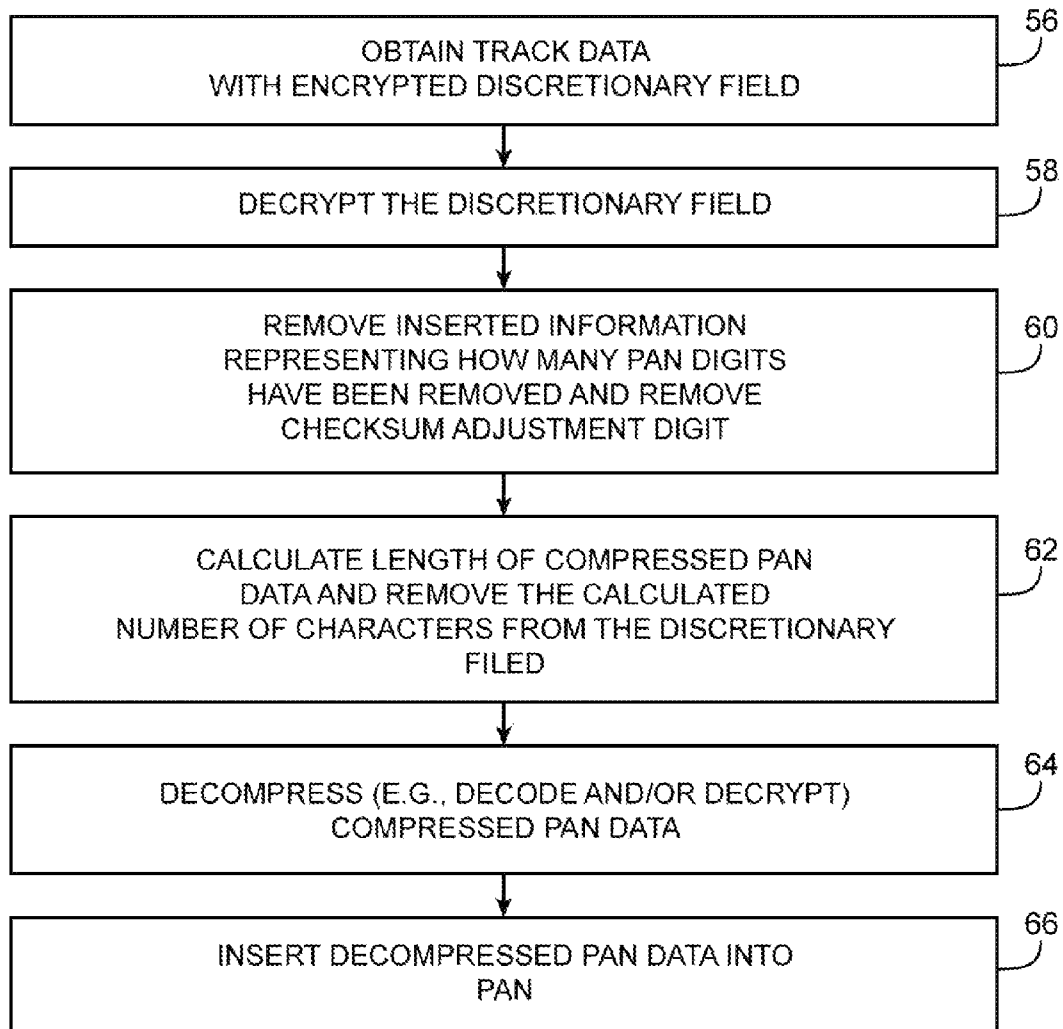 56
OBTAIN TRACK DATA
WITH ENCRYPTED DISCRETIONARY FIELD
58
DECRYPT THE DISCRETIONARY FIELD
60
REMOVE INSERTED INFORMATION
REPRESENTING HOW MANY PAN DIGITS
HAVE BEEN REMOVED AND REMOVE
CHECKSUM ADJUSTMENT DIGIT
62
CALCULATE LENGTH OF COMPRESSED PAN
DATA AND REMOVE THE CALCULATED
NUMBER OF CHARACTERS FROM THE DISCRETIONARY
FILED
64
DECOMPRESS (E.G., DECODE AND/OR DECRYPT)
COMPRESSED PAN DATA
66
INSERT DECOMPRESSED PAN DATA INTO
PAN